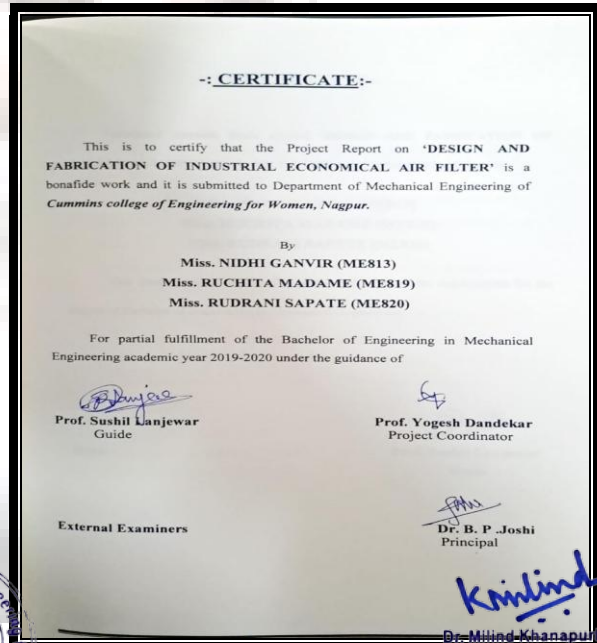 -: CERTIFICATE:-
This is to certify that the Project Report on 'DESIGN AND
FABRICATION OF INDUSTRIAL ECONOMICAL AIR FILTER' is a
bonafide work and it is submitted to Department of Mechanical Engineering of
Cummins college of Engineering for Women, Nagpur.
By
Miss. NIDHI GANVIR (ME813)
Miss. RUCHITA MADAME (ME819)
Miss. RUDRANI SAPATE (ME820)
For partial fulfillment of the Bachelor of Engineering in Mechanical
Engineering academic year 2019-2020 under the guidance of
Prof. Sushil Lanjewar
Guide
Prof. Yogesh Dandekar
Project Coordinator
External Examiners
Dr. B. P .Joshi
Principal
Dr. Milind Khanapur